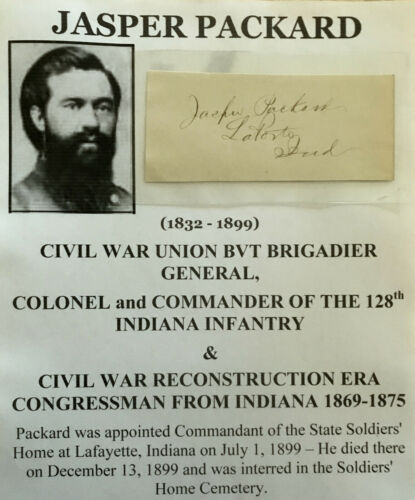 JASPER PACKARD
Jasper Packard
LaPorte
Ind
(1832 - 1899)
CIVIL WAR UNION BVT BRIGADIER
GENERAL,
COLONEL and COMMANDER OF THE 128th
INDIANA INFANTRY
&
CIVIL WAR RECONSTRUCTION ERA
CONGRESSMAN FROM INDIANA 1869-1875
Packard was appointed Commandant of the State Soldiers'
Home at Lafayette, Indiana on July 1, 1899 – He died there
on December 13, 1899 and was interred in the Soldiers'
Home Cemetery.